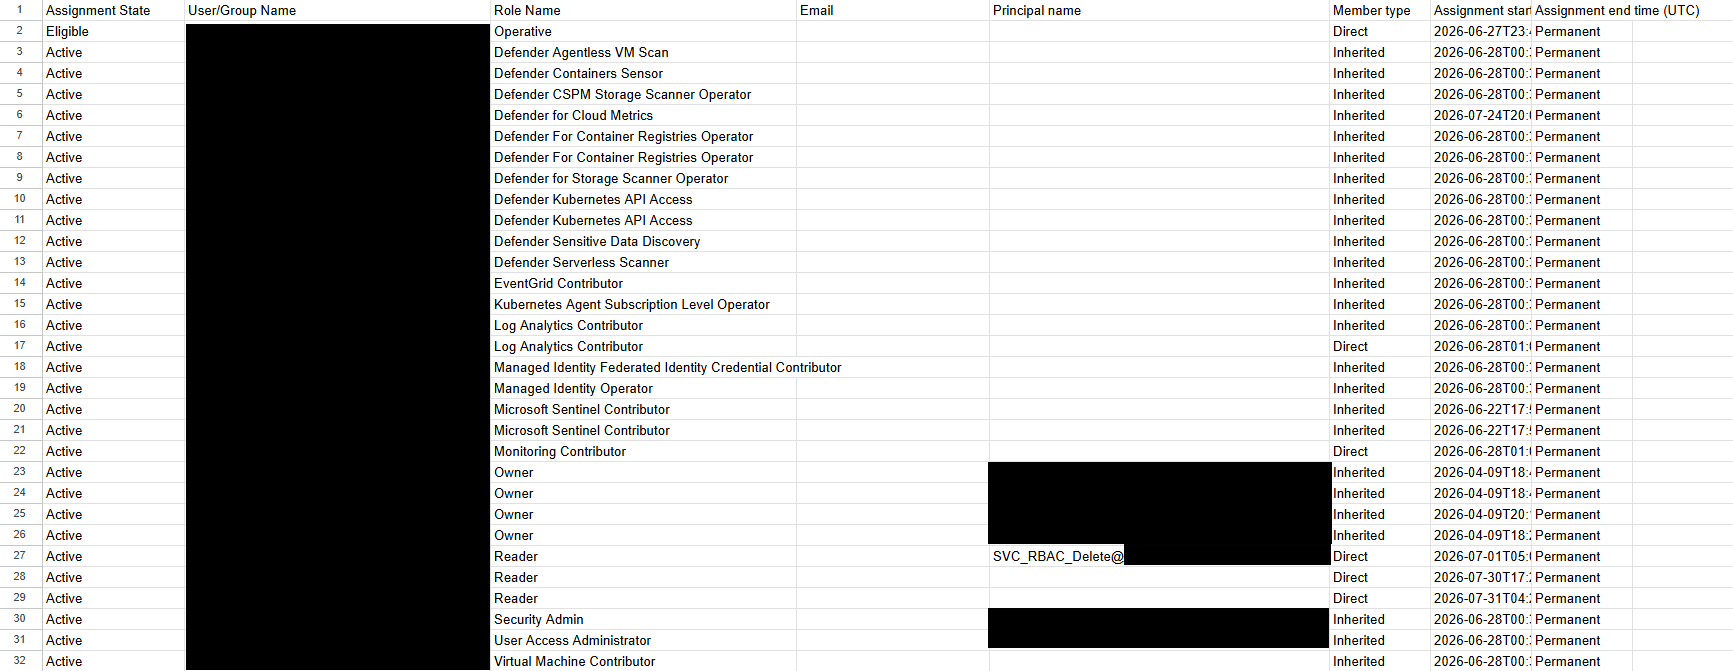 1 Assignment State User/Group Name Role Name Email Principal name Member type Assignment star Assignment end time (UTC)
2 Eligible Operative Direct 2026-06-27T23: Permanent
3 Active Defender Agentless VM Scan Inherited 2026-06-28T00: Permanent
4 Active Defender Containers Sensor Inherited 2026-06-28T00: Permanent
5 Active Defender CSPM Storage Scanner Operator Inherited 2026-06-28T00: Permanent
6 Active Defender for Cloud Metrics Inherited 2026-07-24T20: Permanent
7 Active Defender For Container Registries Operator Inherited 2026-06-28T00: Permanent
8 Active Defender For Container Registries Operator Inherited 2026-06-28T00: Permanent
9 Active Defender for Storage Scanner Operator Inherited 2026-06-28T00: Permanent
10 Active Defender Kubernetes API Access Inherited 2026-06-28T00: Permanent
11 Active Defender Kubernetes API Access Inherited 2026-06-28T00: Permanent
12 Active Defender Sensitive Data Discovery Inherited 2026-06-28T00: Permanent
13 Active Defender Serverless Scanner Inherited 2026-06-28T00: Permanent
14 Active EventGrid Contributor Inherited 2026-06-28T00: Permanent
15 Active Kubernetes Agent Subscription Level Operator Inherited 2026-06-28T00: Permanent
16 Active Log Analytics Contributor Inherited 2026-06-28T00: Permanent
17 Active Log Analytics Contributor Direct 2026-06-28T01: Permanent
18 Active Managed Identity Federated Identity Credential Contributor Inherited 2026-06-28T00: Permanent
19 Active Managed Identity Operator Inherited 2026-06-28T00: Permanent
20 Active Microsoft Sentinel Contributor Inherited 2026-06-22T17: Permanent
21 Active Microsoft Sentinel Contributor Inherited 2026-06-22T17: Permanent
22 Active Monitoring Contributor Direct 2026-06-28T01: Permanent
23 Active Owner Inherited 2026-04-09T18: Permanent
24 Active Owner Inherited 2026-04-09T18: Permanent
25 Active Owner Inherited 2026-04-09T20: Permanent
26 Active Owner Inherited 2026-04-09T18: Permanent
27 Active Reader SVC_RBAC_Delete@ Direct 2026-07-01T05: Permanent
28 Active Reader Direct 2026-07-30T17: Permanent
29 Active Reader Direct 2026-07-31T04: Permanent
30 Active Security Admin Inherited 2026-06-28T00: Permanent
31 Active User Access Administrator Inherited 2026-06-28T00: Permanent
32 Active Virtual Machine Contributor Inherited 2026-06-28T00: Permanent